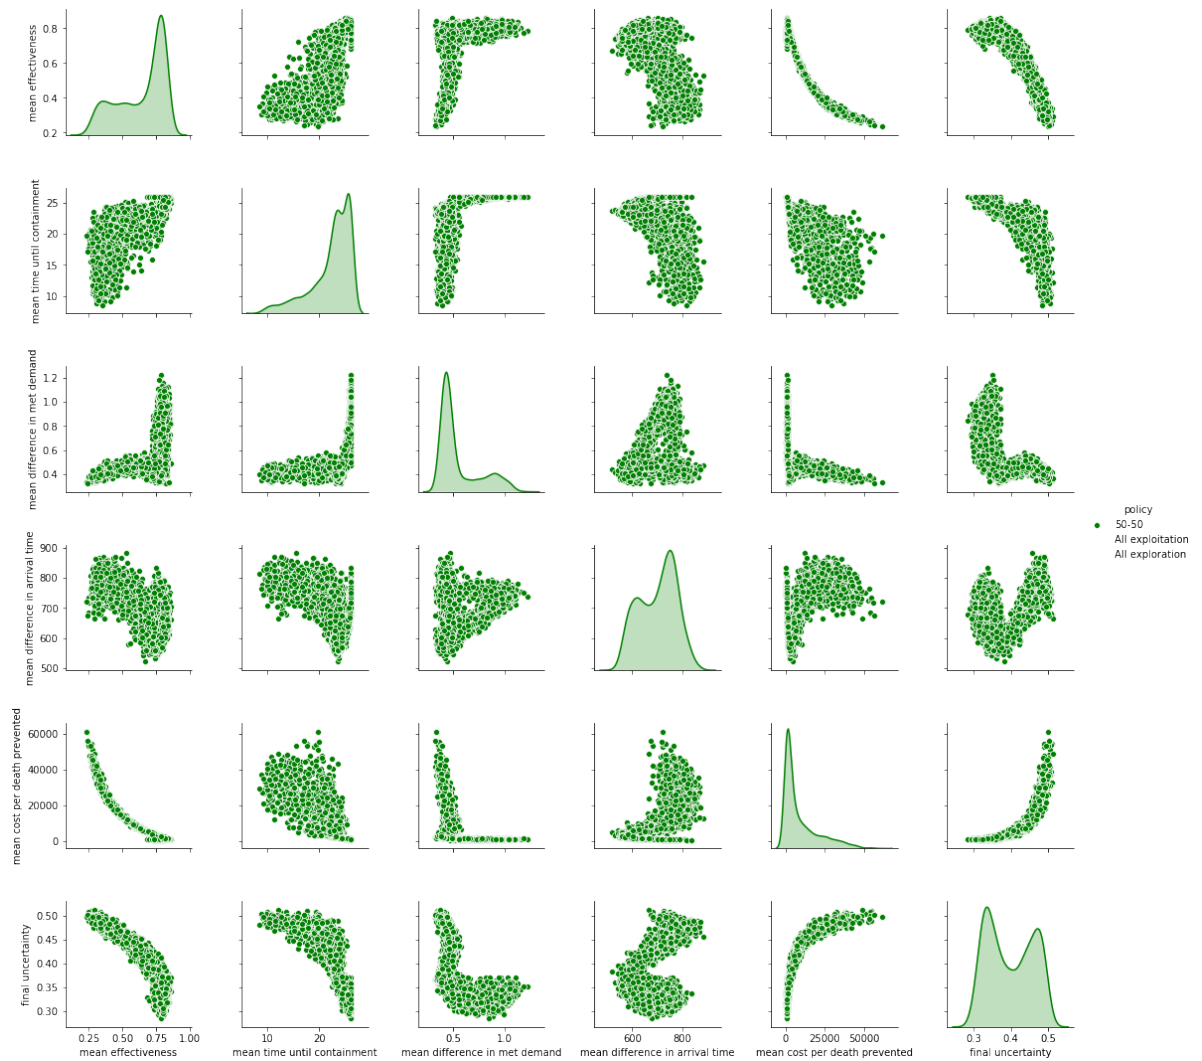 mean effectiveness
0.8
0.6
0.4
0.2
mean time until containment
25
20
15
10
mean difference in met demand
1.2
1.0
0.8
0.6
0.4
policy
50-50
All exploitation
All exploration
mean difference in arrival time
900
800
700
600
500
mean cost per death prevented
60000
40000
20000
0
final uncertainty
0.50
0.45
0.40
0.35
0.30
0.25 0.50 0.75 1.00
10 20
0.5 1.0
600 800
0 25000 50000
0.3 0.4 0.5
mean effectiveness
mean time until containment
mean difference in met demand
mean difference in arrival time
mean cost per death prevented
final uncertainty